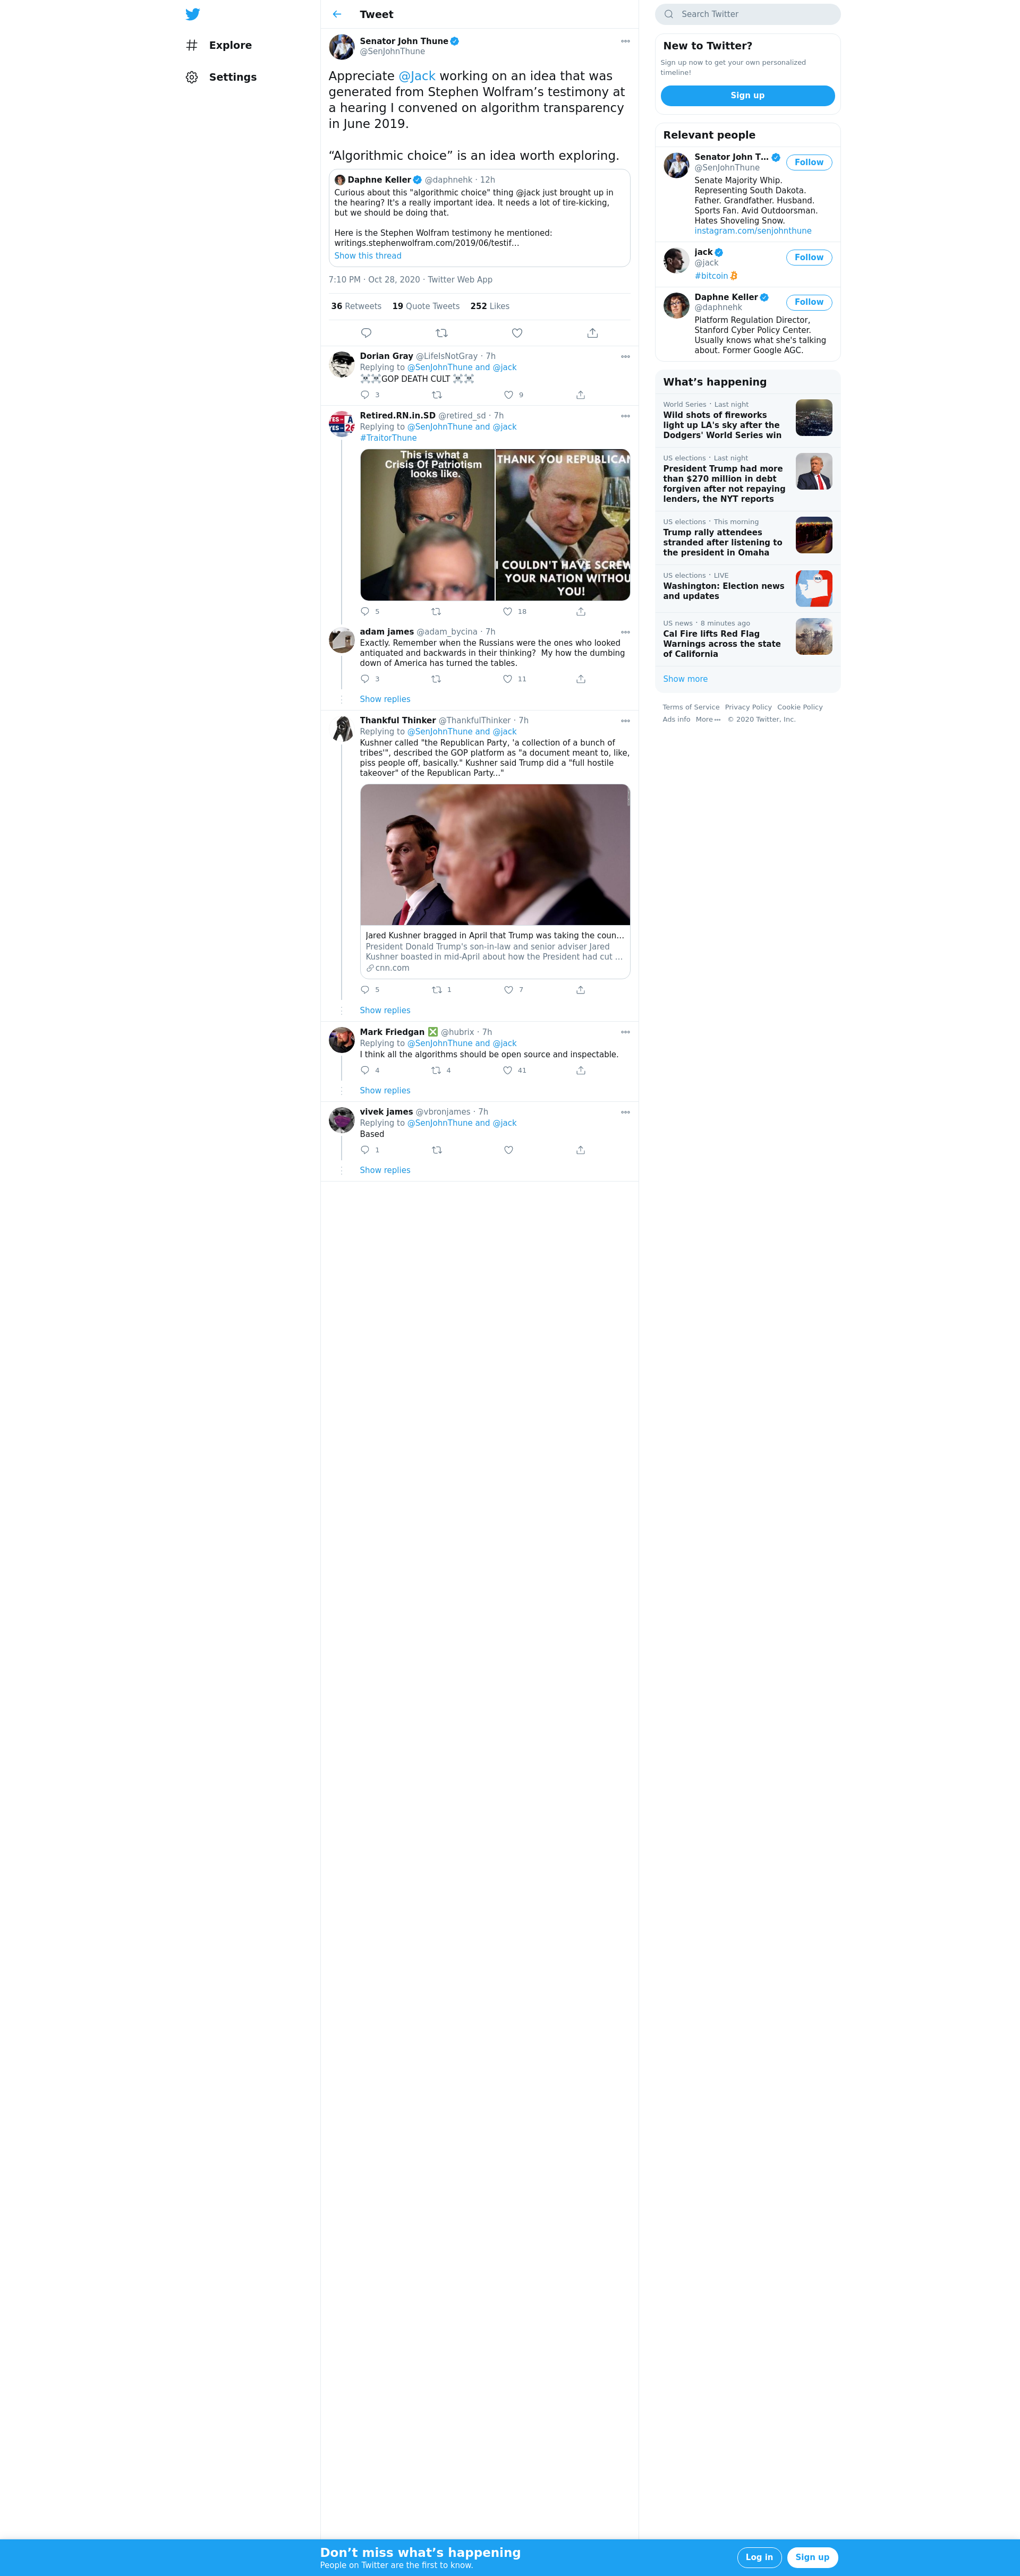 Explore
Settings
Tweet
Senator John Thune
@SenJohnThune
Appreciate @Jack working on an idea that was
generated from Stephen Wolfram’s testimony at
a hearing I convened on algorithm transparency
in June 2019.
“Algorithmic choice” is an idea worth exploring.
Daphne Keller @daphnehk · 12h
Curious about this "algorithmic choice" thing @jack just brought up in
the hearing? It's a really important idea. It needs a lot of tire-kicking,
but we should be doing that.
Here is the Stephen Wolfram testimony he mentioned:
writings.stephenwolfram.com/2019/06/testif…
Show this thread
7:10 PM · Oct 28, 2020 · Twitter Web App
36 Retweets 19 Quote Tweets 252 Likes
Dorian Gray @LifeIsNotGray · 7h
Replying to @SenJohnThune and @jack
☠️☠️GOP DEATH CULT ☠️☠️
3 9
Retired.RN.in.SD @retired_sd · 7h
Replying to @SenJohnThune and @jack
#TraitorThune
This is what a
Crisis Of Patriotism
looks like.
THANK YOU REPUBLICAN
I COULDN'T HAVE SCREW
YOUR NATION WITHOU
YOU!
5 18
adam james @adam_bycina · 7h
Exactly. Remember when the Russians were the ones who looked
antiquated and backwards in their thinking?  My how the dumbing
down of America has turned the tables.
3 11
Show replies
Thankful Thinker @ThankfulThinker · 7h
Replying to @SenJohnThune and @jack
Kushner called "the Republican Party, 'a collection of a bunch of
tribes'", described the GOP platform as "a document meant to, like,
piss people off, basically." Kushner said Trump did a "full hostile
takeover" of the Republican Party..."
Jared Kushner bragged in April that Trump was taking the coun…
President Donald Trump's son-in-law and senior adviser Jared
Kushner boasted in mid-April about how the President had cut …
cnn.com
5 1 7
Show replies
Mark Friedgan ❎ @hubrix · 7h
Replying to @SenJohnThune and @jack
I think all the algorithms should be open source and inspectable.
4 4 41
Show replies
vivek james @vbronjames · 7h
Replying to @SenJohnThune and @jack
Based
1
Show replies
Search Twitter
New to Twitter?
Sign up now to get your own personalized
timeline!
Sign up
Relevant people
Senator John T…
@SenJohnThune
Follow
Senate Majority Whip.
Representing South Dakota.
Father. Grandfather. Husband.
Sports Fan. Avid Outdoorsman.
Hates Shoveling Snow.
instagram.com/senjohnthune
jack
@jack
Follow
#bitcoin
Daphne Keller
@daphnehk
Follow
Platform Regulation Director,
Stanford Cyber Policy Center.
Usually knows what she's talking
about. Former Google AGC.
What’s happening
World Series · Last night
Wild shots of fireworks
light up LA's sky after the
Dodgers' World Series win
US elections · Last night
President Trump had more
than $270 million in debt
forgiven after not repaying
lenders, the NYT reports
US elections · This morning
Trump rally attendees
stranded after listening to
the president in Omaha
US elections · LIVE
Washington: Election news
and updates
US news · 8 minutes ago
Cal Fire lifts Red Flag
Warnings across the state
of California
Show more
Terms of Service Privacy Policy Cookie Policy
Ads info More © 2020 Twitter, Inc.
Don’t miss what’s happening
People on Twitter are the first to know.
Log in
Sign up